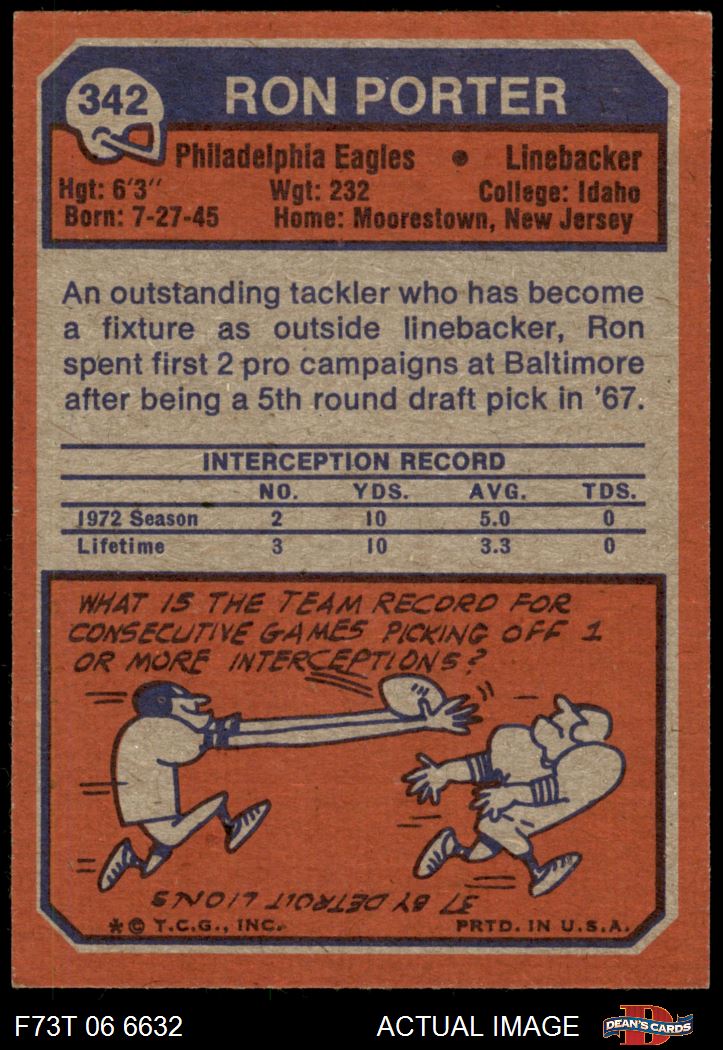 342
RON PORTER
Philadelphia Eagles • Linebacker
Hgt: 6'3" Wgt: 232 College: Idaho
Born: 7-27-45 Home: Moorestown, New Jersey
An outstanding tackler who has become
a fixture as outside linebacker, Ron
spent first 2 pro campaigns at Baltimore
after being a 5th round draft pick in '67.
INTERCEPTION RECORD
NO. YDS. AVG. TDS.
1972 Season 2 10 5.0 0
Lifetime 3 10 3.3 0
WHAT IS THE TEAM RECORD FOR
CONSECUTIVE GAMES PICKING OFF 1
OR MORE INTERCEPTIONS?
37 BY DETROIT LIONS
* © T.C.G., INC. PRTD. IN U.S.A.
F73T 06 6632 ACTUAL IMAGE
D
DEAN'S CARDS